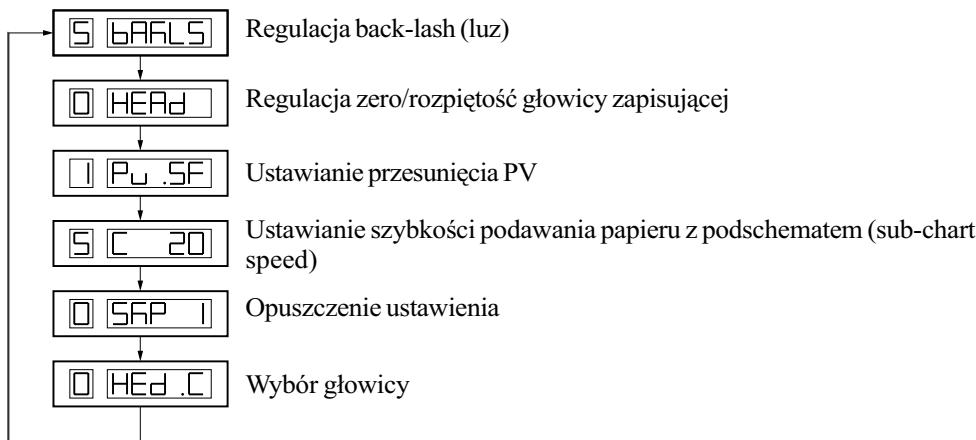 5 bAKLS Regulacja back-lash (luz)
0 HEAd Regulacja zero/rozpiętość głowicy zapisującej
1 Pu .SF Ustawianie przesunięcia PV
5 C 20 Ustawianie szybkości podawania papieru z podschematem (sub-chart
speed)
0 SKP 1 Opuszczenie ustawienia
0 HEd .C Wybór głowicy